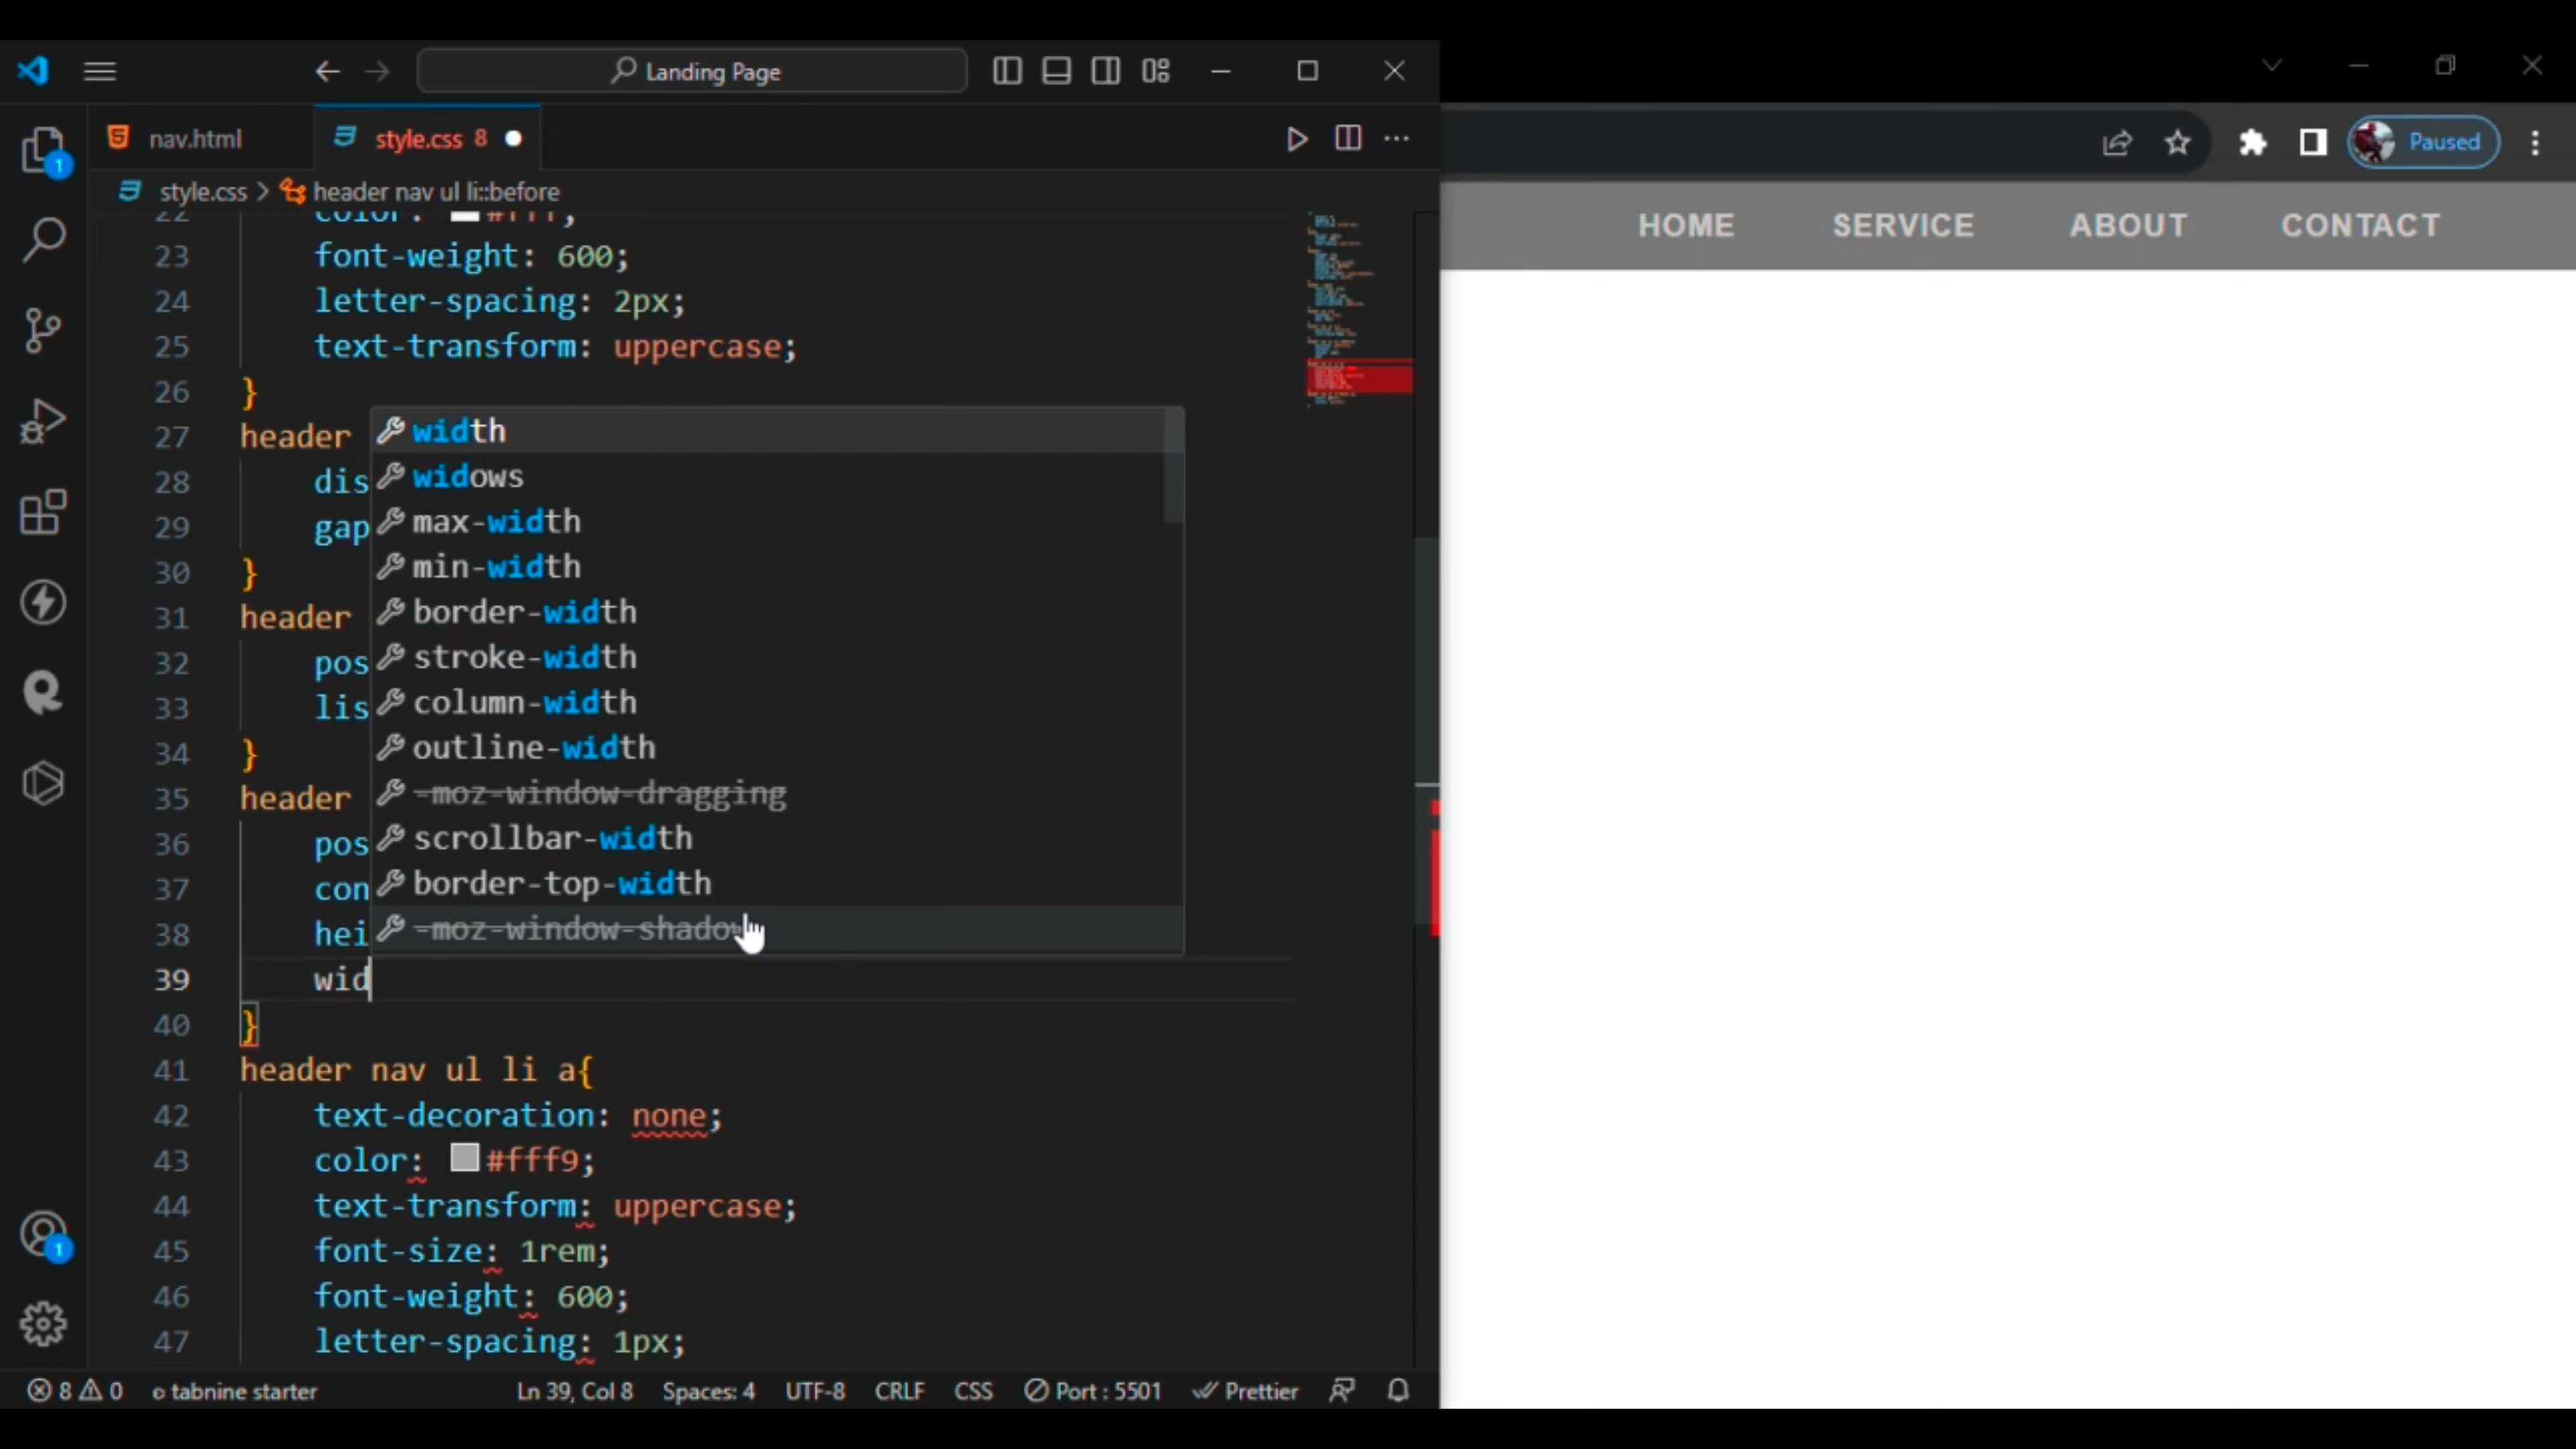 Landing Page
Paused
nav.html
style.css 8
style.css > header nav ul li::before
HOME SERVICE ABOUT CONTACT
22 color: #fff;
23 font-weight: 600;
24 letter-spacing: 2px;
25 text-transform: uppercase;
26 }
27 header
28 dis
29 gap
30 }
31 header
32 pos
33 lis
34 }
35 header
36 pos
37 con
38 hei
39 wid
40 }
41 header nav ul li a{
42 text-decoration: none;
43 color: #fff9;
44 text-transform: uppercase;
45 font-size: 1rem;
46 font-weight: 600;
47 letter-spacing: 1px;
width
widows
max-width
min-width
border-width
stroke-width
column-width
outline-width
-moz-window-dragging
scrollbar-width
border-top-width
-moz-window-shadow
1
1
8 0 tabnine starter Ln 39, Col 8 Spaces: 4 UTF-8 CRLF CSS Port : 5501 Prettier